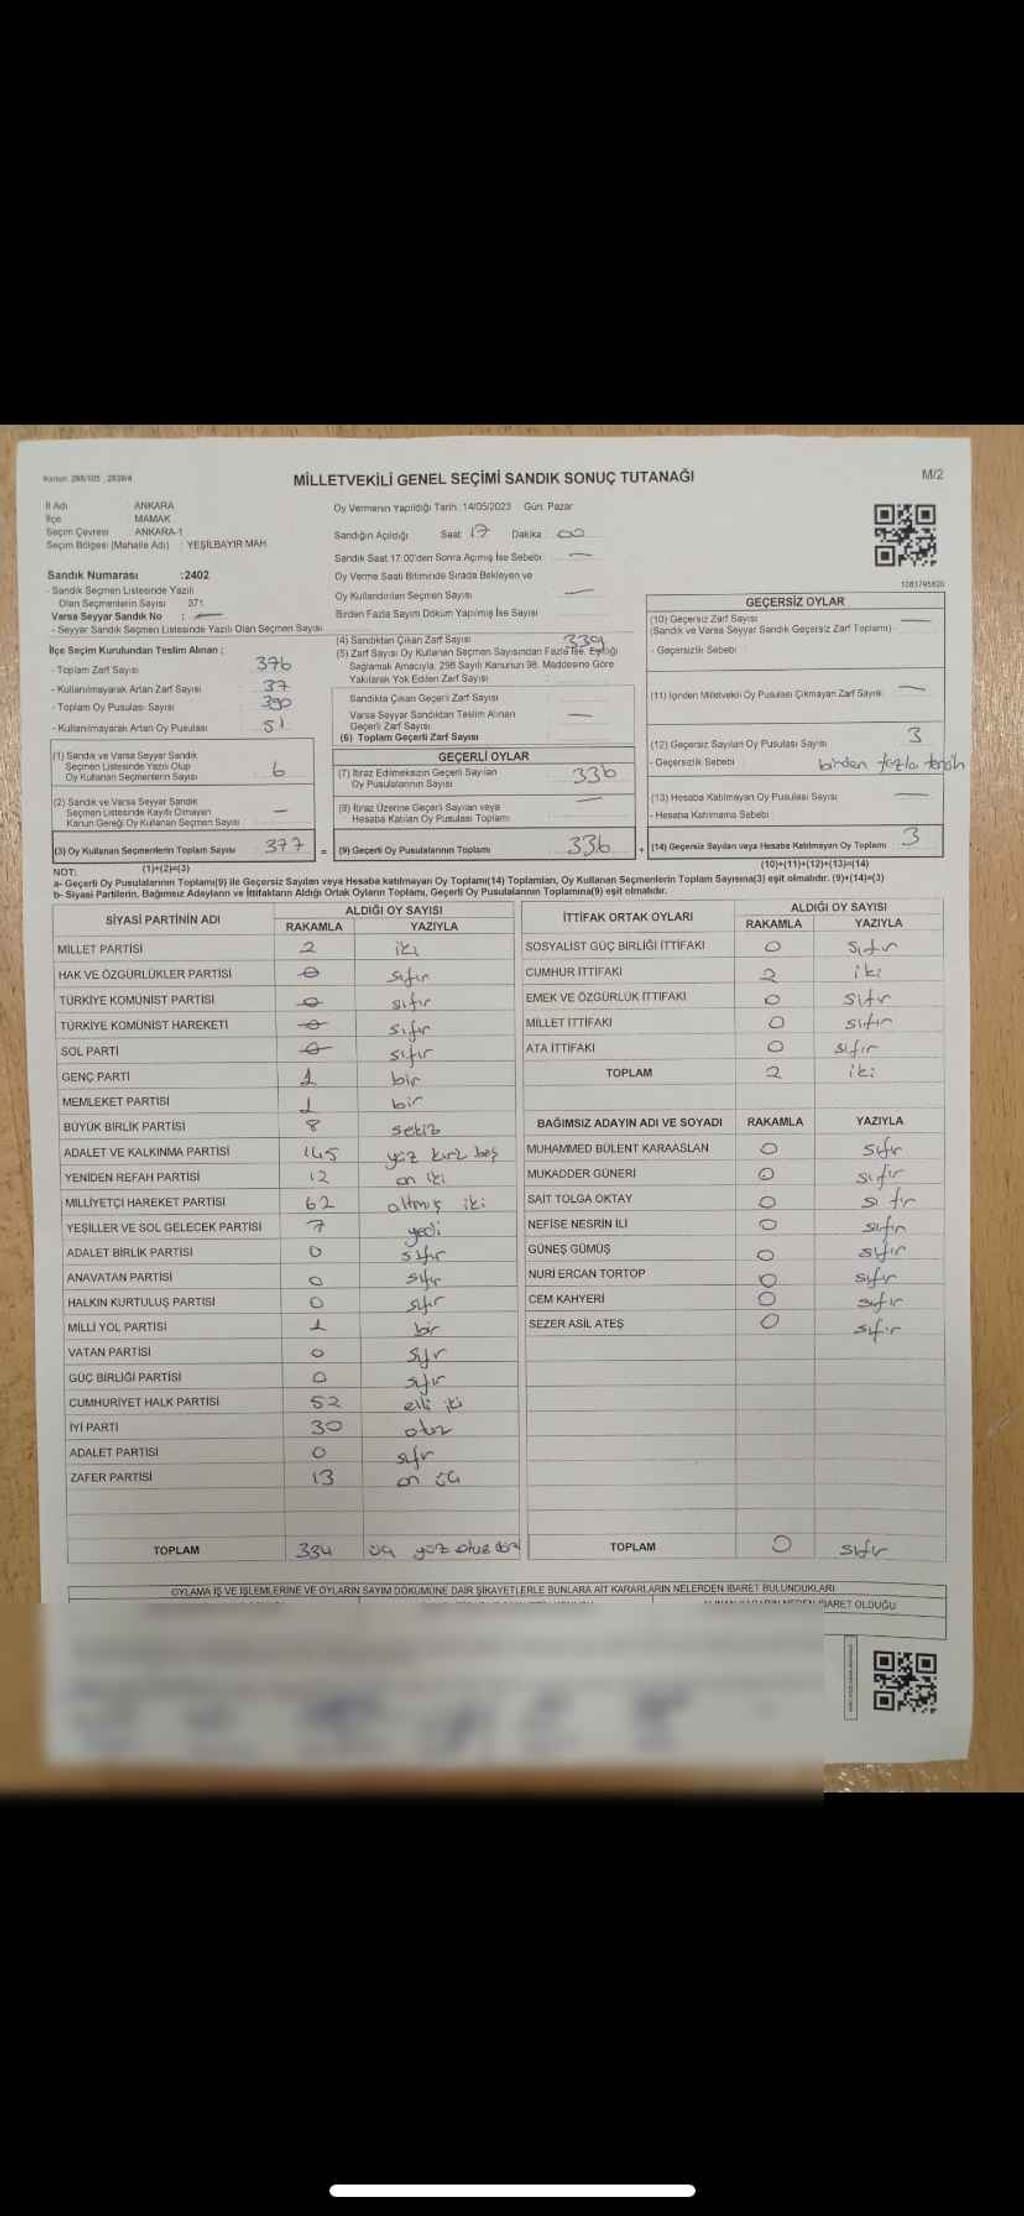 Kanun: 298/105 , 2839/4
MİLLETVEKİLİ GENEL SEÇİMİ SANDIK SONUÇ TUTANAĞI
M/2
İl Adı ANKARA
İlçe MAMAK
Seçim Çevresi ANKARA-1
Seçim Bölgesi (Mahalle Adı) : YEŞİLBAYIR MAH.
Sandık Numarası :2402
- Sandık Seçmen Listesinde Yazılı
Olan Seçmenlerin Sayısı 371
Varsa Seyyar Sandık No : —
- Seyyar Sandık Seçmen Listesinde Yazılı Olan Seçmen Sayısı
İlçe Seçim Kurulundan Teslim Alınan :
- Toplam Zarf Sayısı 376
- Kullanılmayarak Artan Zarf Sayısı 37
- Toplam Oy Pusulası Sayısı 390
- Kullanılmayarak Artan Oy Pusulası 51
(1) Sandık ve Varsa Seyyar Sandık
Seçmen Listesinde Yazılı Olup
Oy Kullanan Seçmenlerin Sayısı 6
(2) Sandık ve Varsa Seyyar Sandık
Seçmen Listesinde Kayıtlı Olmayan
Kanun Gereği Oy Kullanan Seçmen Sayısı —
(3) Oy Kullanan Seçmenlerin Toplam Sayısı 377 =
(1)+(2)=(3)
Oy Vermenin Yapıldığı Tarih: 14/05/2023 Gün: Pazar
Sandığın Açıldığı Saat 17 Dakika 00
Sandık Saat 17:00'den Sonra Açılmış İse Sebebi —
Oy Verme Saati Bitiminde Sırada Bekleyen ve
Oy Kullandırılan Seçmen Sayısı —
Birden Fazla Sayım Döküm Yapılmış İse Sayısı
(4) Sandıktan Çıkan Zarf Sayısı 339
(5) Zarf Sayısı Oy Kullanan Seçmen Sayısından Fazla İse, Eşitliği
Sağlamak Amacıyla, 298 Sayılı Kanunun 98. Maddesine Göre
Yakılarak Yok Edilen Zarf Sayısı
Sandıkta Çıkan Geçerli Zarf Sayısı
Varsa Seyyar Sandıktan Teslim Alınan
Geçerli Zarf Sayısı —
(6) Toplam Geçerli Zarf Sayısı
GEÇERLİ OYLAR
(7) İtiraz Edilmeksizin Geçerli Sayılan
Oy Pusulalarının Sayısı 336
(8) İtiraz Üzerine Geçerli Sayılan veya
Hesaba Katılan Oy Pusulası Toplamı —
(9) Geçerli Oy Pusulalarının Toplamı 336 +
1283795820
GEÇERSİZ OYLAR
(10) Geçersiz Zarf Sayısı —
(Sandık ve Varsa Seyyar Sandık Geçersiz Zarf Toplamı)
- Geçersizlik Sebebi
(11) İçinden Milletvekili Oy Pusulası Çıkmayan Zarf Sayısı —
(12) Geçersiz Sayılan Oy Pusulası Sayısı 3
- Geçersizlik Sebebi birden fazla tercih
(13) Hesaba Katılmayan Oy Pusulası Sayısı —
- Hesaba Katılmama Sebebi
(14) Geçersiz Sayılan veya Hesaba Katılmayan Oy Toplamı 3
(10)+(11)+(12)+(13)=(14)
NOT:
a- Geçerli Oy Pusulalarının Toplamı(9) ile Geçersiz Sayılan veya Hesaba katılmayan Oy Toplamı(14) Toplamları, Oy Kullanan Seçmenlerin Toplam Sayısına(3) eşit olmalıdır. (9)+(14)=(3)
b- Siyasi Partilerin, Bağımsız Adayların ve İttifakların Aldığı Ortak Oyların Toplamı, Geçerli Oy Pusulalarının Toplamına(9) eşit olmalıdır.
SİYASİ PARTİNİN ADI ALDIĞI OY SAYISI
RAKAMLA YAZIYLA
MİLLET PARTİSİ 2 iki
HAK VE ÖZGÜRLÜKLER PARTİSİ 0 sıfır
TÜRKİYE KOMÜNİST PARTİSİ 0 sıfır
TÜRKİYE KOMÜNİST HAREKETİ 0 sıfır
SOL PARTİ 0 sıfır
GENÇ PARTİ 1 bir
MEMLEKET PARTİSİ 1 bir
BÜYÜK BİRLİK PARTİSİ 8 sekiz
ADALET VE KALKINMA PARTİSİ 145 yüz kırk beş
YENİDEN REFAH PARTİSİ 12 on iki
MİLLİYETÇİ HAREKET PARTİSİ 62 altmış iki
YEŞİLLER VE SOL GELECEK PARTİSİ 7 yedi
ADALET BİRLİK PARTİSİ 0 sıfır
ANAVATAN PARTİSİ 0 sıfır
HALKIN KURTULUŞ PARTİSİ 0 sıfır
MİLLİ YOL PARTİSİ 1 bir
VATAN PARTİSİ 0 sıfır
GÜÇ BİRLİĞİ PARTİSİ 0 sıfır
CUMHURİYET HALK PARTİSİ 52 elli iki
İYİ PARTİ 30 otuz
ADALET PARTİSİ 0 sıfır
ZAFER PARTİSİ 13 on üç
TOPLAM 334 üç yüz otuz dört
İTTİFAK ORTAK OYLARI ALDIĞI OY SAYISI
RAKAMLA YAZIYLA
SOSYALİST GÜÇ BİRLİĞİ İTTİFAKI 0 sıfır
CUMHUR İTTİFAKI 2 iki
EMEK VE ÖZGÜRLÜK İTTİFAKI 0 sıfır
MİLLET İTTİFAKI 0 sıfır
ATA İTTİFAKI 0 sıfır
TOPLAM 2 iki
BAĞIMSIZ ADAYIN ADI VE SOYADI RAKAMLA YAZIYLA
MUHAMMED BÜLENT KARAASLAN 0 sıfır
MUKADDER GÜNERİ 0 sıfır
SAİT TOLGA OKTAY 0 sıfır
NEFİSE NESRİN İLİ 0 sıfır
GÜNEŞ GÜMÜŞ 0 sıfır
NURİ ERCAN TORTOP 0 sıfır
CEM KAHYERİ 0 sıfır
SEZER ASİL ATEŞ 0 sıfır
TOPLAM 0 sıfır
OYLAMA İŞ VE İŞLEMLERİNE VE OYLARIN SAYIM DÖKÜMÜNE DAİR ŞİKAYETLERLE BUNLARA AİT KARARLARIN NELERDEN İBARET BULUNDUKLARI
İBARET OLDUĞU